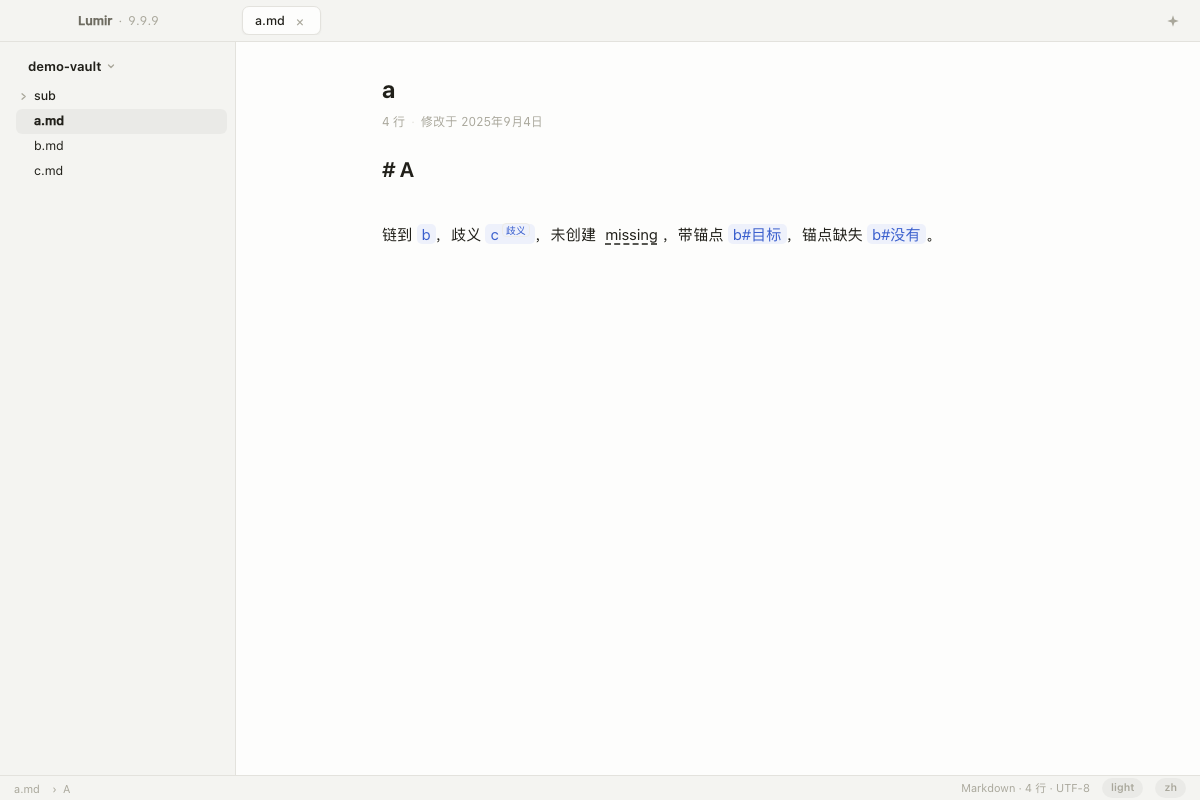 Lumir · 9.9.9
a.md ×
demo-vault
sub
a.md
b.md
c.md
a
4 行 · 修改于 2025年9月4日
# A
链到 b，歧义 c 歧义，未创建 missing，带锚点 b#目标，锚点缺失 b#没有。
a.md › A
Markdown · 4 行 · UTF-8 light zh